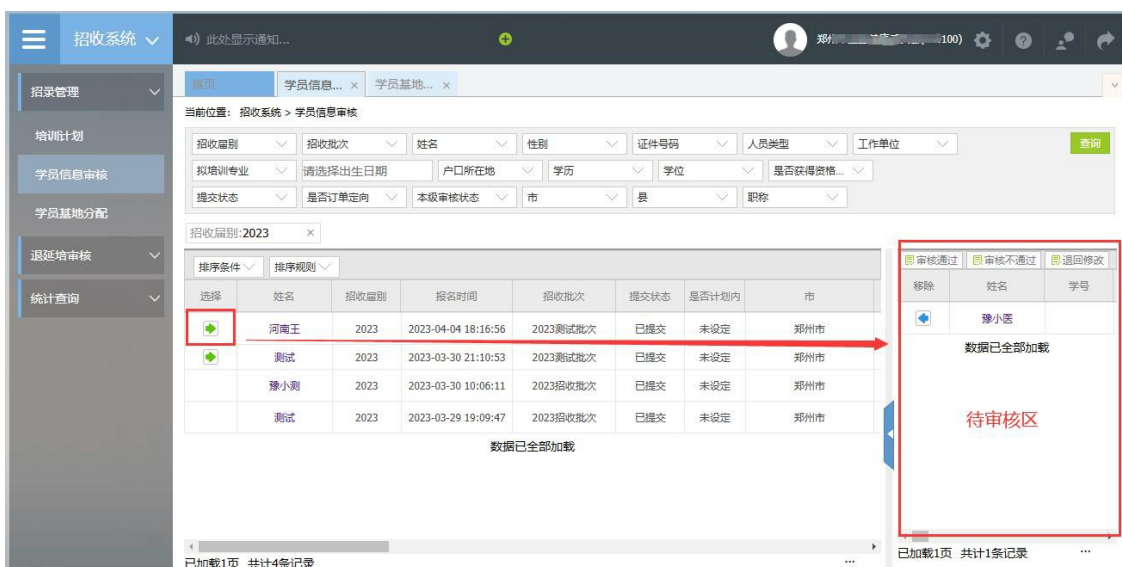 招收系统
此处显示通知...
100)
招录管理
培训计划
学员信息审核
学员基地分配
退延培审核
统计查询
首页 学员信息... × 学员基地... ×
当前位置： 招收系统 > 学员信息审核
招收届别 招收批次 姓名 性别 证件号码 人员类型 工作单位 查询
拟培训专业 请选择出生日期 户口所在地 学历 学位 是否获得资格...
提交状态 是否订单定向 本级审核状态 市 县 职称
招收届别:2023 ×
排序条件 排序规则
选择 姓名 招收届别 报名时间 招收批次 提交状态 是否计划内 市
河南王 2023 2023-04-04 18:16:56 2023测试批次 已提交 未设定 郑州市
测试 2023 2023-03-30 21:10:53 2023测试批次 已提交 未设定 郑州市
豫小测 2023 2023-03-30 10:06:11 2023招收批次 已提交 未设定 郑州市
测试 2023 2023-03-29 19:09:47 2023招收批次 已提交 未设定 郑州市
数据已全部加载
已加载1页 共计4条记录 ...
审核通过 审核不通过 退回修改
移除 姓名 学号
豫小医
数据已全部加载
待审核区
已加载1页 共计1条记录 ...